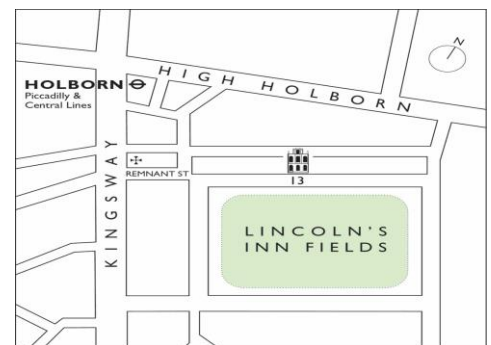 N
HIGH HOLBORN
HOLBORN
Piccadilly &
Central Lines
KINGSWAY
REMNANT ST
13
LINCOLN'S
INN FIELDS